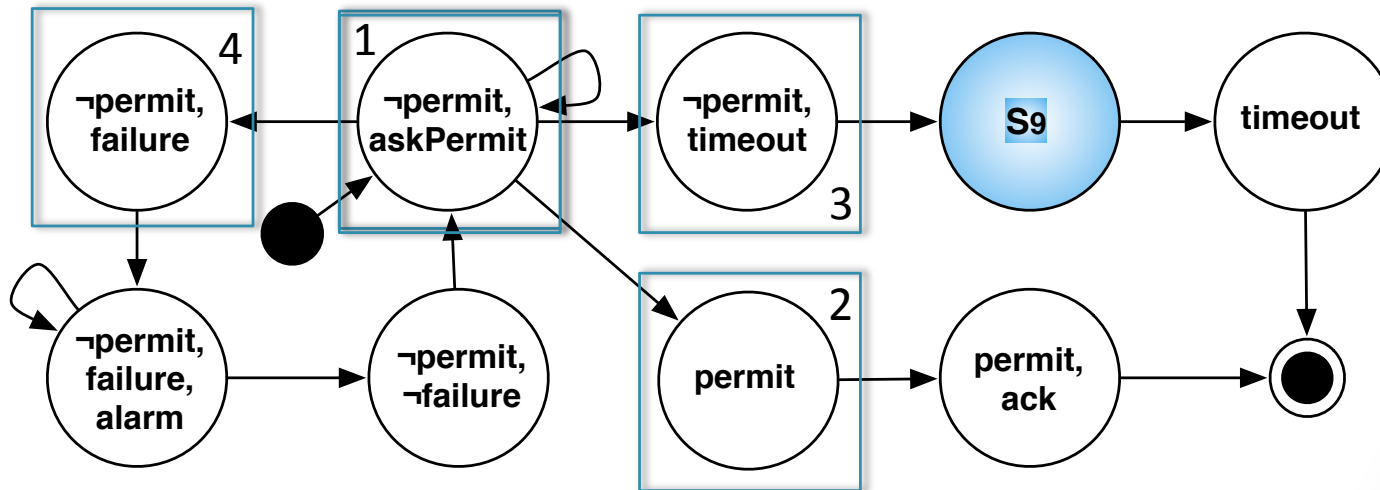 4
¬permit,
failure
1
¬permit,
askPermit
¬permit,
timeout
3
S9
timeout
¬permit,
failure,
alarm
¬permit,
¬failure
2
permit
permit,
ack